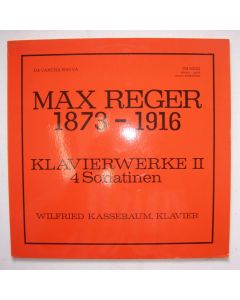 DA CAMERA MAGNA
MAX REGER
1873 - 1916
KLAVIERWERKE II
4 Sonatinen
WILFRIED KASSEBAUM, KLAVIER